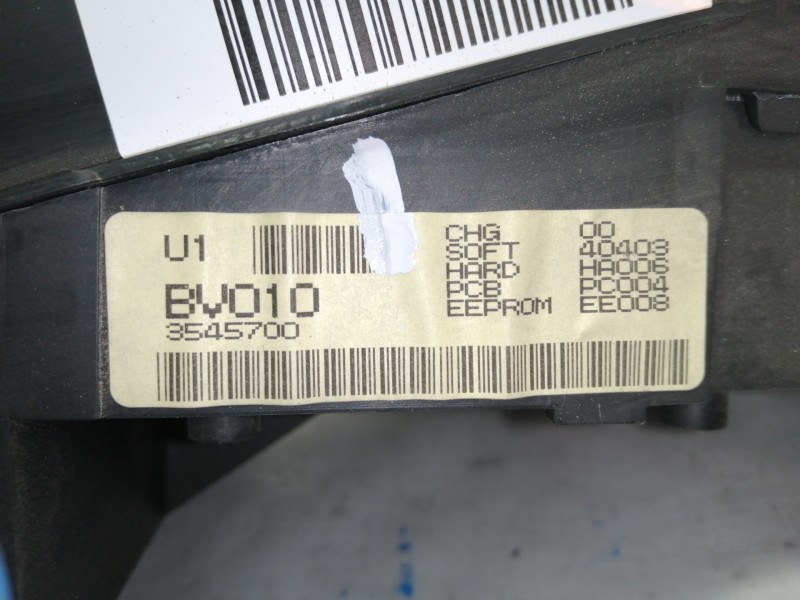 U1
BV010
3545700
CHG 00
SOFT 40403
HARD HA006
PCB PC004
EEPROM EE008